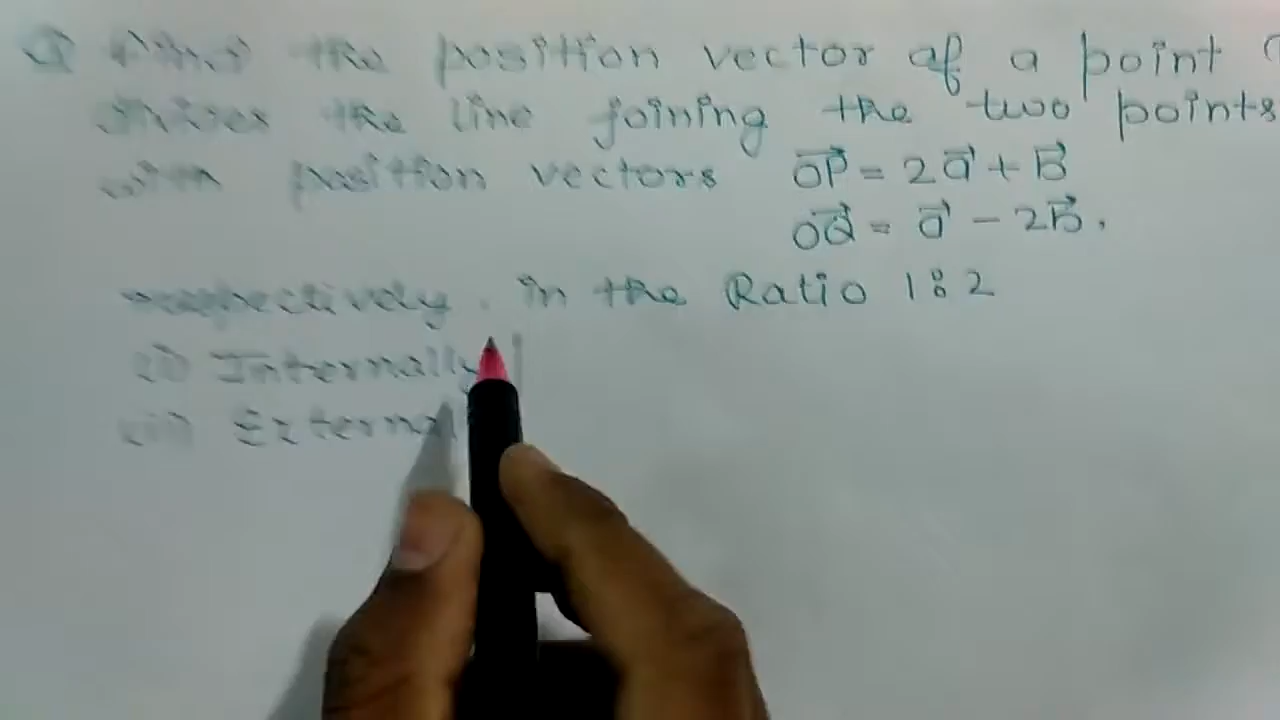 Q Find the position vector of a point
divides the line joining the two points
with position vectors OP⃗ = 2a⃗ + b⃗
OQ⃗ = a⃗ - 2b⃗.
respectively. in the Ratio 1:2
(i) Internally
(ii) External